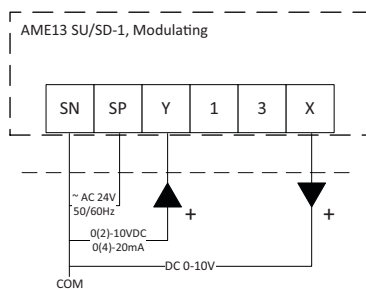 AME13 SU/SD-1, Modulating
SN SP Y 1 3 X
~ AC 24V
50/60Hz
+ +
0(2)-10VDC
0(4)-20mA
DC 0-10V
COM